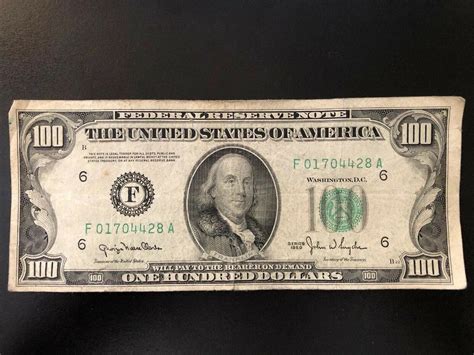 FEDERAL RESERVE NOTE
100 THE UNITED STATES OF AMERICA 100
B
THIS NOTE IS LEGAL TENDER FOR ALL DEBTS, PUBLIC
AND PRIVATE, AND IS REDEEMABLE IN LAWFUL MONEY
AT THE UNITED STATES TREASURY, OR AT ANY
FEDERAL RESERVE BANK
F 01704428 A
6
WASHINGTON, D.C.
6
F
F 01704428 A
6
SERIES
1950
6
Treasurer of the United States
Secretary of the Treasury
B
WILL PAY TO THE BEARER ON DEMAND
100 100 ONE HUNDRED DOLLARS 100 100